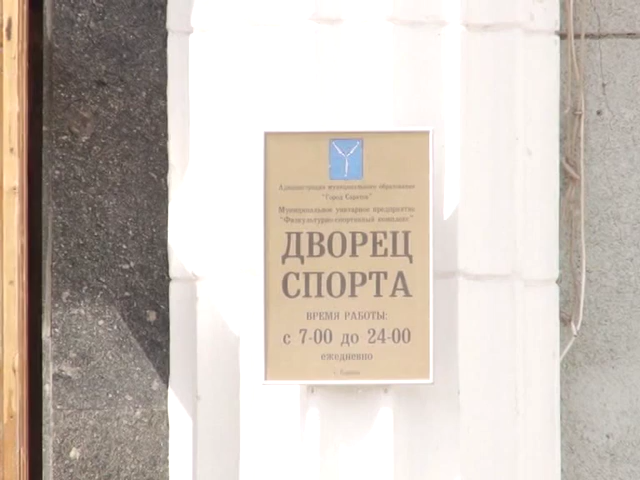 Администрация муниципального образования
"Город Саратов"
Муниципальное унитарное предприятие
"Физкультурно-спортивный комплекс"
ДВОРЕЦ
СПОРТА
ВРЕМЯ РАБОТЫ:
с 7-00 до 24-00
ежедневно